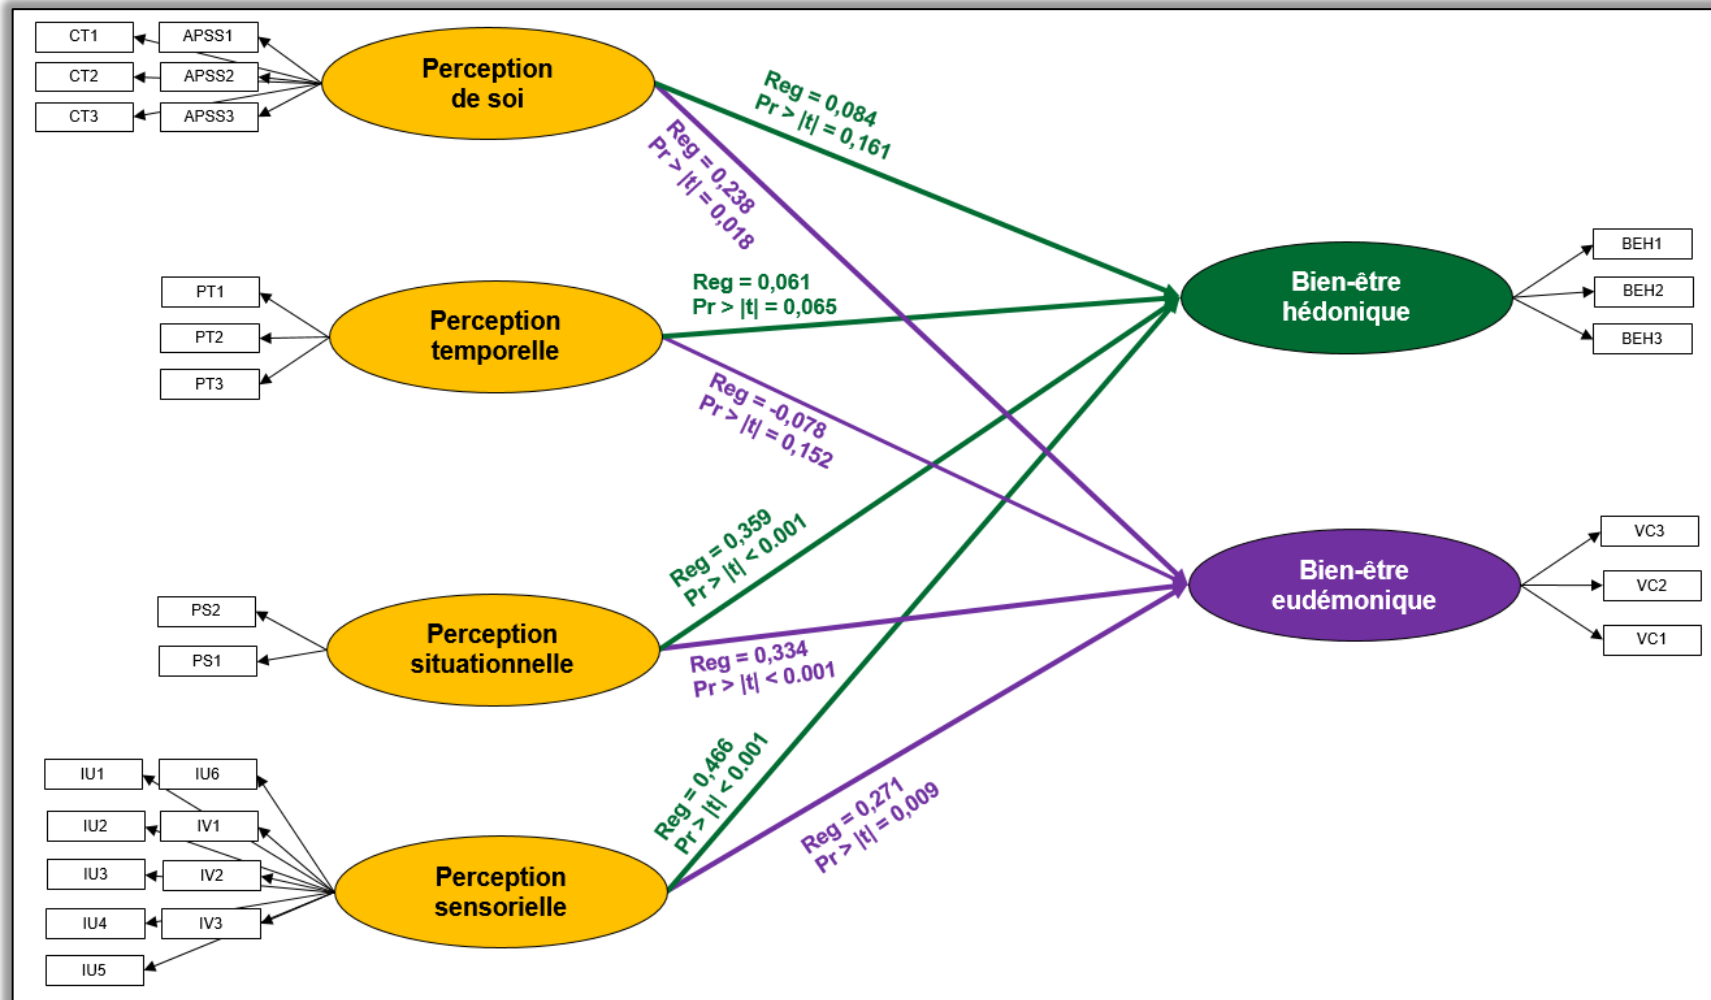 CT1
APSS1
CT2
APSS2
CT3
APSS3
Perception
de soi
Reg = 0,084
Pr > |t| = 0,161
Reg = 0,238
Pr > |t| = 0,018
PT1
PT2
PT3
Perception
temporelle
Reg = 0,061
Pr > |t| = 0,065
Reg = -0,078
Pr > |t| = 0,152
Bien-être
hédonique
BEH1
BEH2
BEH3
PS2
PS1
Perception
situationnelle
Reg = 0,359
Pr > |t| < 0.001
Reg = 0,334
Pr > |t| < 0.001
Bien-être
eudémonique
VC3
VC2
VC1
IU1
IU6
IU2
IV1
IU3
IV2
IU4
IV3
IU5
Perception
sensorielle
Reg = 0,466
Pr > |t| < 0.001
Reg = 0,271
Pr > |t| = 0,009